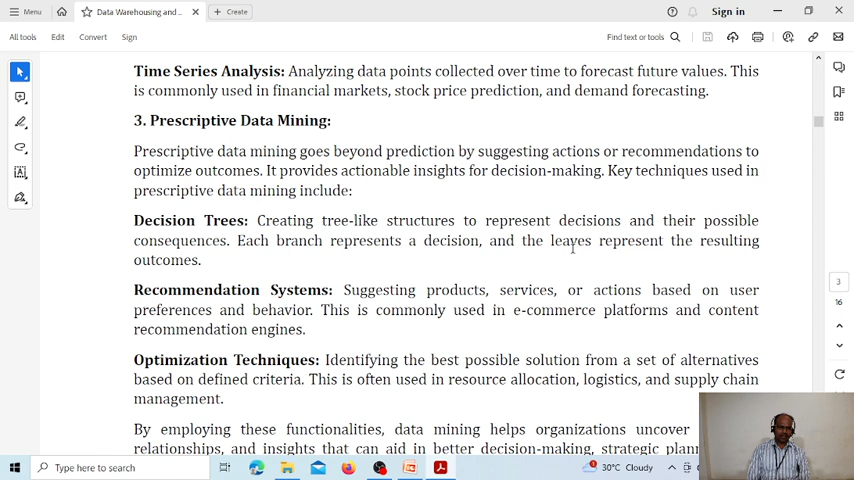 Menu
Data Warehousing and ...
Create
Sign in
All tools
Edit
Convert
Sign
Find text or tools
Time Series Analysis: Analyzing data points collected over time to forecast future values. This
is commonly used in financial markets, stock price prediction, and demand forecasting.
3. Prescriptive Data Mining:
Prescriptive data mining goes beyond prediction by suggesting actions or recommendations to
optimize outcomes. It provides actionable insights for decision-making. Key techniques used in
prescriptive data mining include:
Decision Trees: Creating tree-like structures to represent decisions and their possible
consequences. Each branch represents a decision, and the leaves represent the resulting
outcomes.
Recommendation Systems: Suggesting products, services, or actions based on user
preferences and behavior. This is commonly used in e-commerce platforms and content
recommendation engines.
Optimization Techniques: Identifying the best possible solution from a set of alternatives
based on defined criteria. This is often used in resource allocation, logistics, and supply chain
management.
By employing these functionalities, data mining helps organizations uncover
relationships, and insights that can aid in better decision-making, strategic
3
16
Type here to search
30°C Cloudy